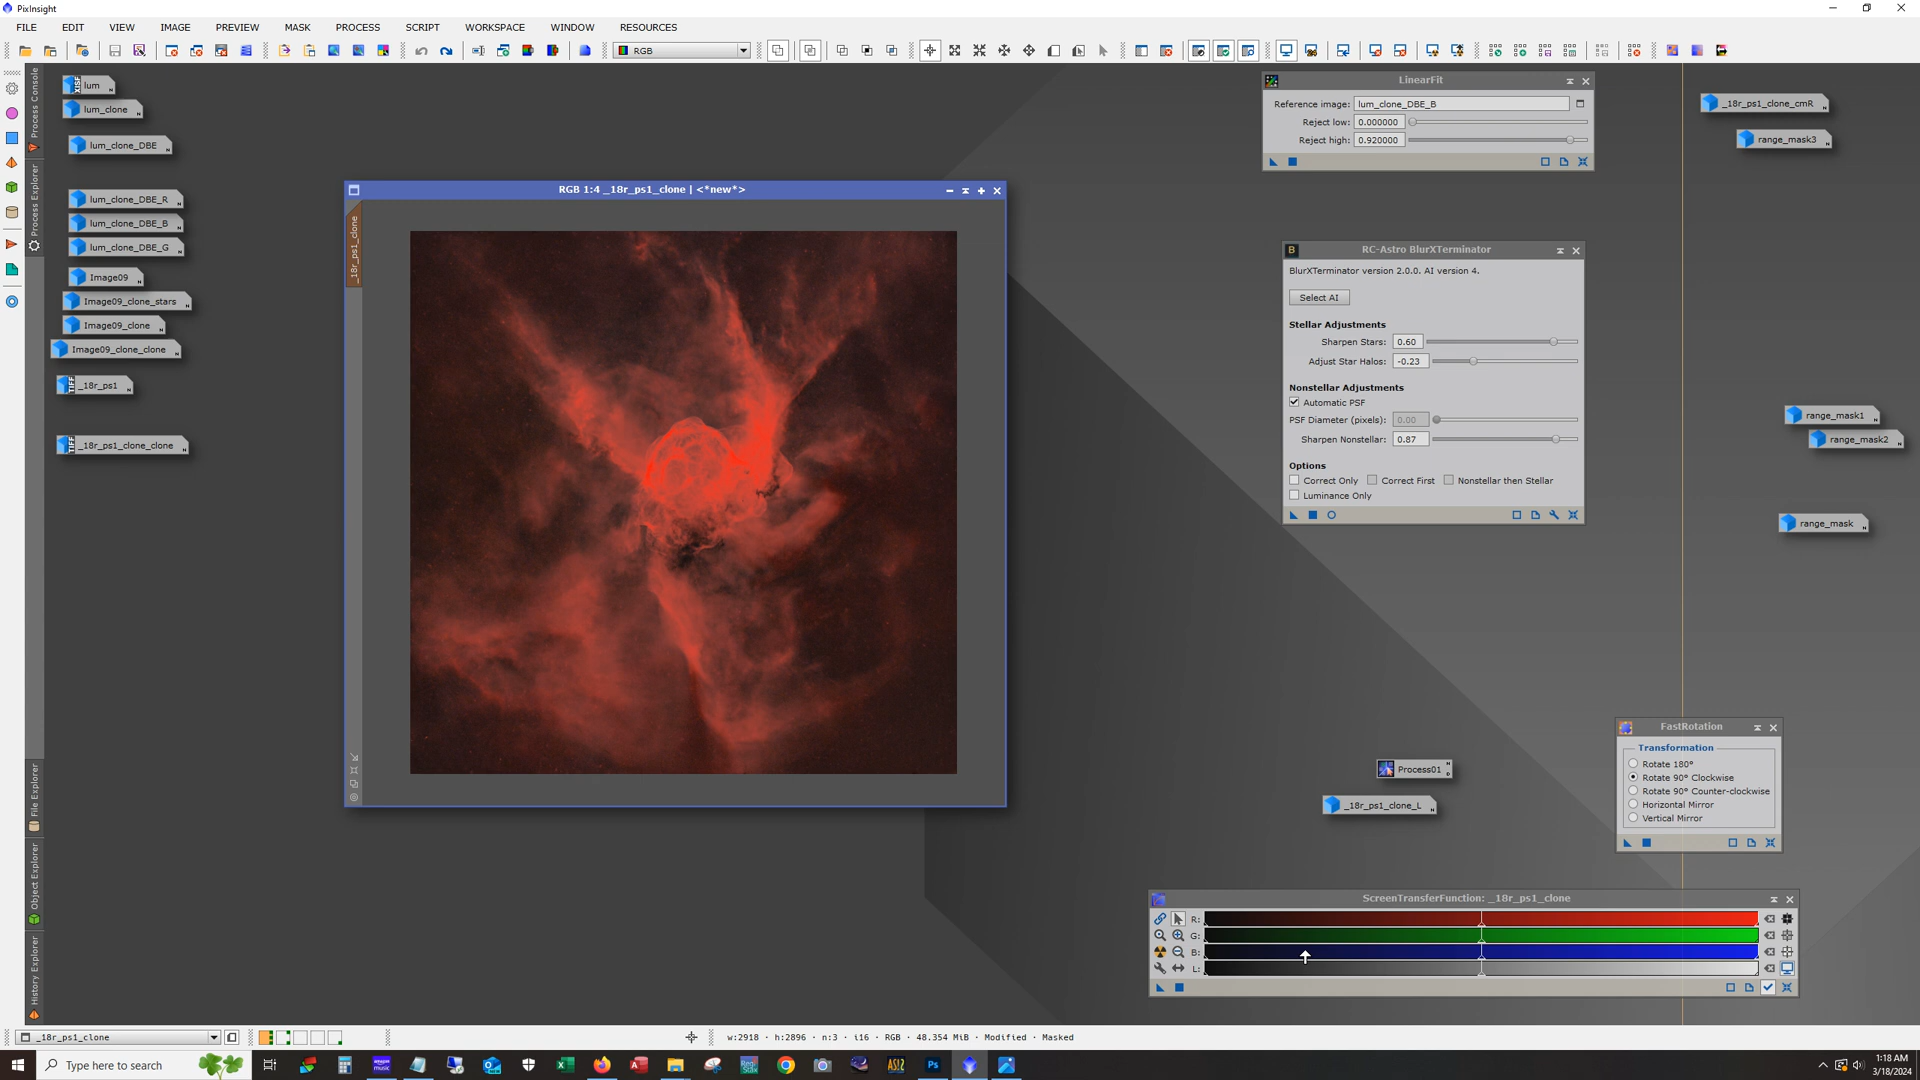 PixInsight
FILE EDIT VIEW IMAGE PROCESS SCRIPT WORKSPACE WINDOW RESOURCES
RGB
Process Console
Process Explorer
File Explorer
Object Explorer
History Explorer
lum
lum_clone
lum_clone_DBE
lum_clone_DBE_R
lum_clone_DBE_B
lum_clone_DBE_G
Image09
Image09_clone_stars
Image09_clone
Image09_clone_clone
_18r_ps1
_18r_ps1_clone_clone
RGB 1:4 _18r_ps1_clone | <*new*>
_18r_ps1_clone
LinearFit
Reference image: lum_clone_DBE_B
Reject low: 0.000000
Reject high: 0.920000
_18r_ps1_clone_cmR
range_mask3
RC-Astro BlurXTerminator
BlurXTerminator version 2.0.0. AI version 4.
Select AI
Stellar Adjustments
Sharpen Stars: 0.60
Adjust Star Halos: -0.23
Nonstellar Adjustments
Automatic PSF
PSF Diameter (pixels): 0.00
Sharpen Nonstellar: 0.87
Options
Correct Only Correct First Nonstellar then Stellar
Luminance Only
range_mask1
range_mask2
range_mask
FastRotation
Transformation
Rotate 180°
Rotate 90° Clockwise
Rotate 90° Counter-clockwise
Horizontal Mirror
Vertical Mirror
Process01
_18r_ps1_clone_L
ScreenTransferFunction: _18r_ps1_clone
R:
G:
B:
L:
_18r_ps1_clone
w:2918 · h:2896 · n:3 · i16 · RGB · 48.354 MiB · Modified · Masked
Type here to search
1:18 AM
3/18/2024